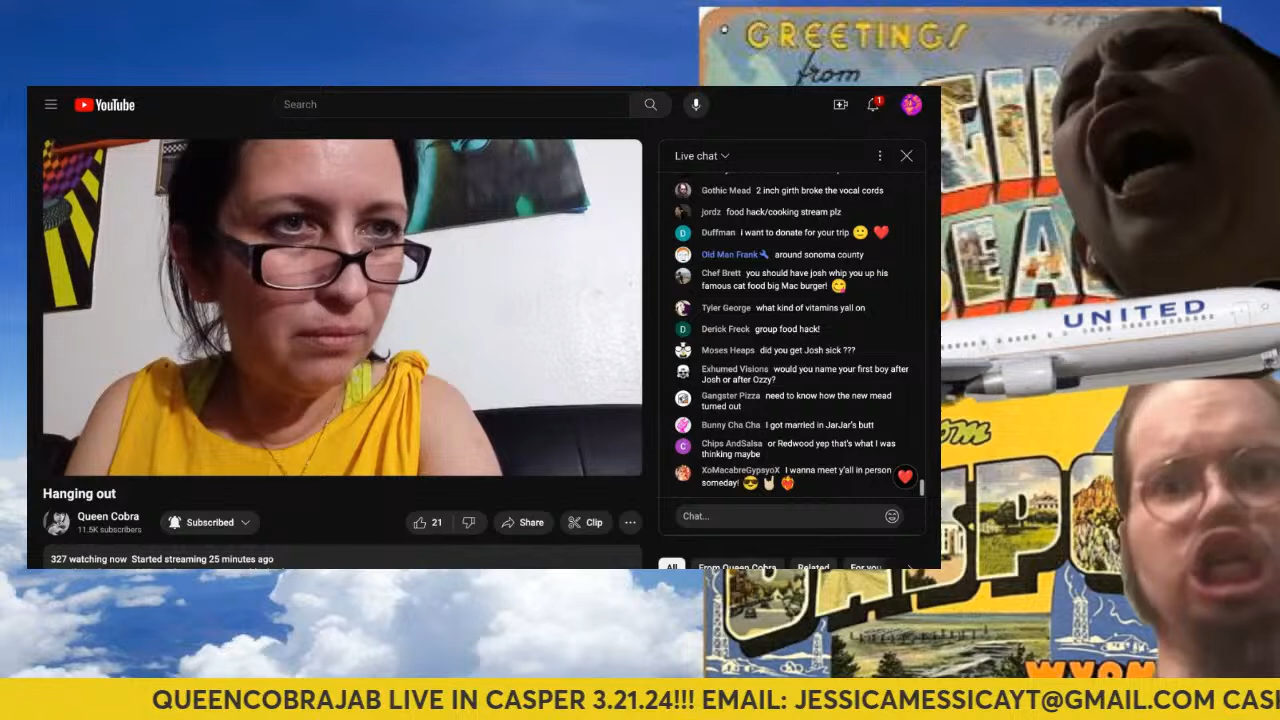 GREETINGS
from
YouTube
Search
1
Live chat
Gothic Mead 2 inch girth broke the vocal cords
jordz food hack/cooking stream plz
Duffman i want to donate for your trip
Old Man Frank around sonoma county
Chef Brett you should have josh whip you up his
famous cat food big Mac burger!
Tyler George what kind of vitamins yall on
Derick Freck group food hack!
Moses Heaps did you get Josh sick ???
Exhumed Visions would you name your first boy after
Josh or after Ozzy?
Gangster Pizza need to know how the new mead
turned out
Bunny Cha Cha I got married in JarJar's butt
Chips AndSalsa or Redwood yep that's what I was
thinking maybe
XoMacabreGypsyoX I wanna meet y'all in person
someday!
Chat...
Hanging out
Queen Cobra
11.5K subscribers
Subscribed
21
Share
Clip
327 watching now Started streaming 25 minutes ago
All From Queen Cobra Related For you
UNITED
QUEENCOBRAJAB LIVE IN CASPER 3.21.24!!! EMAIL: JESSICAMESSICAYT@GMAIL.COM